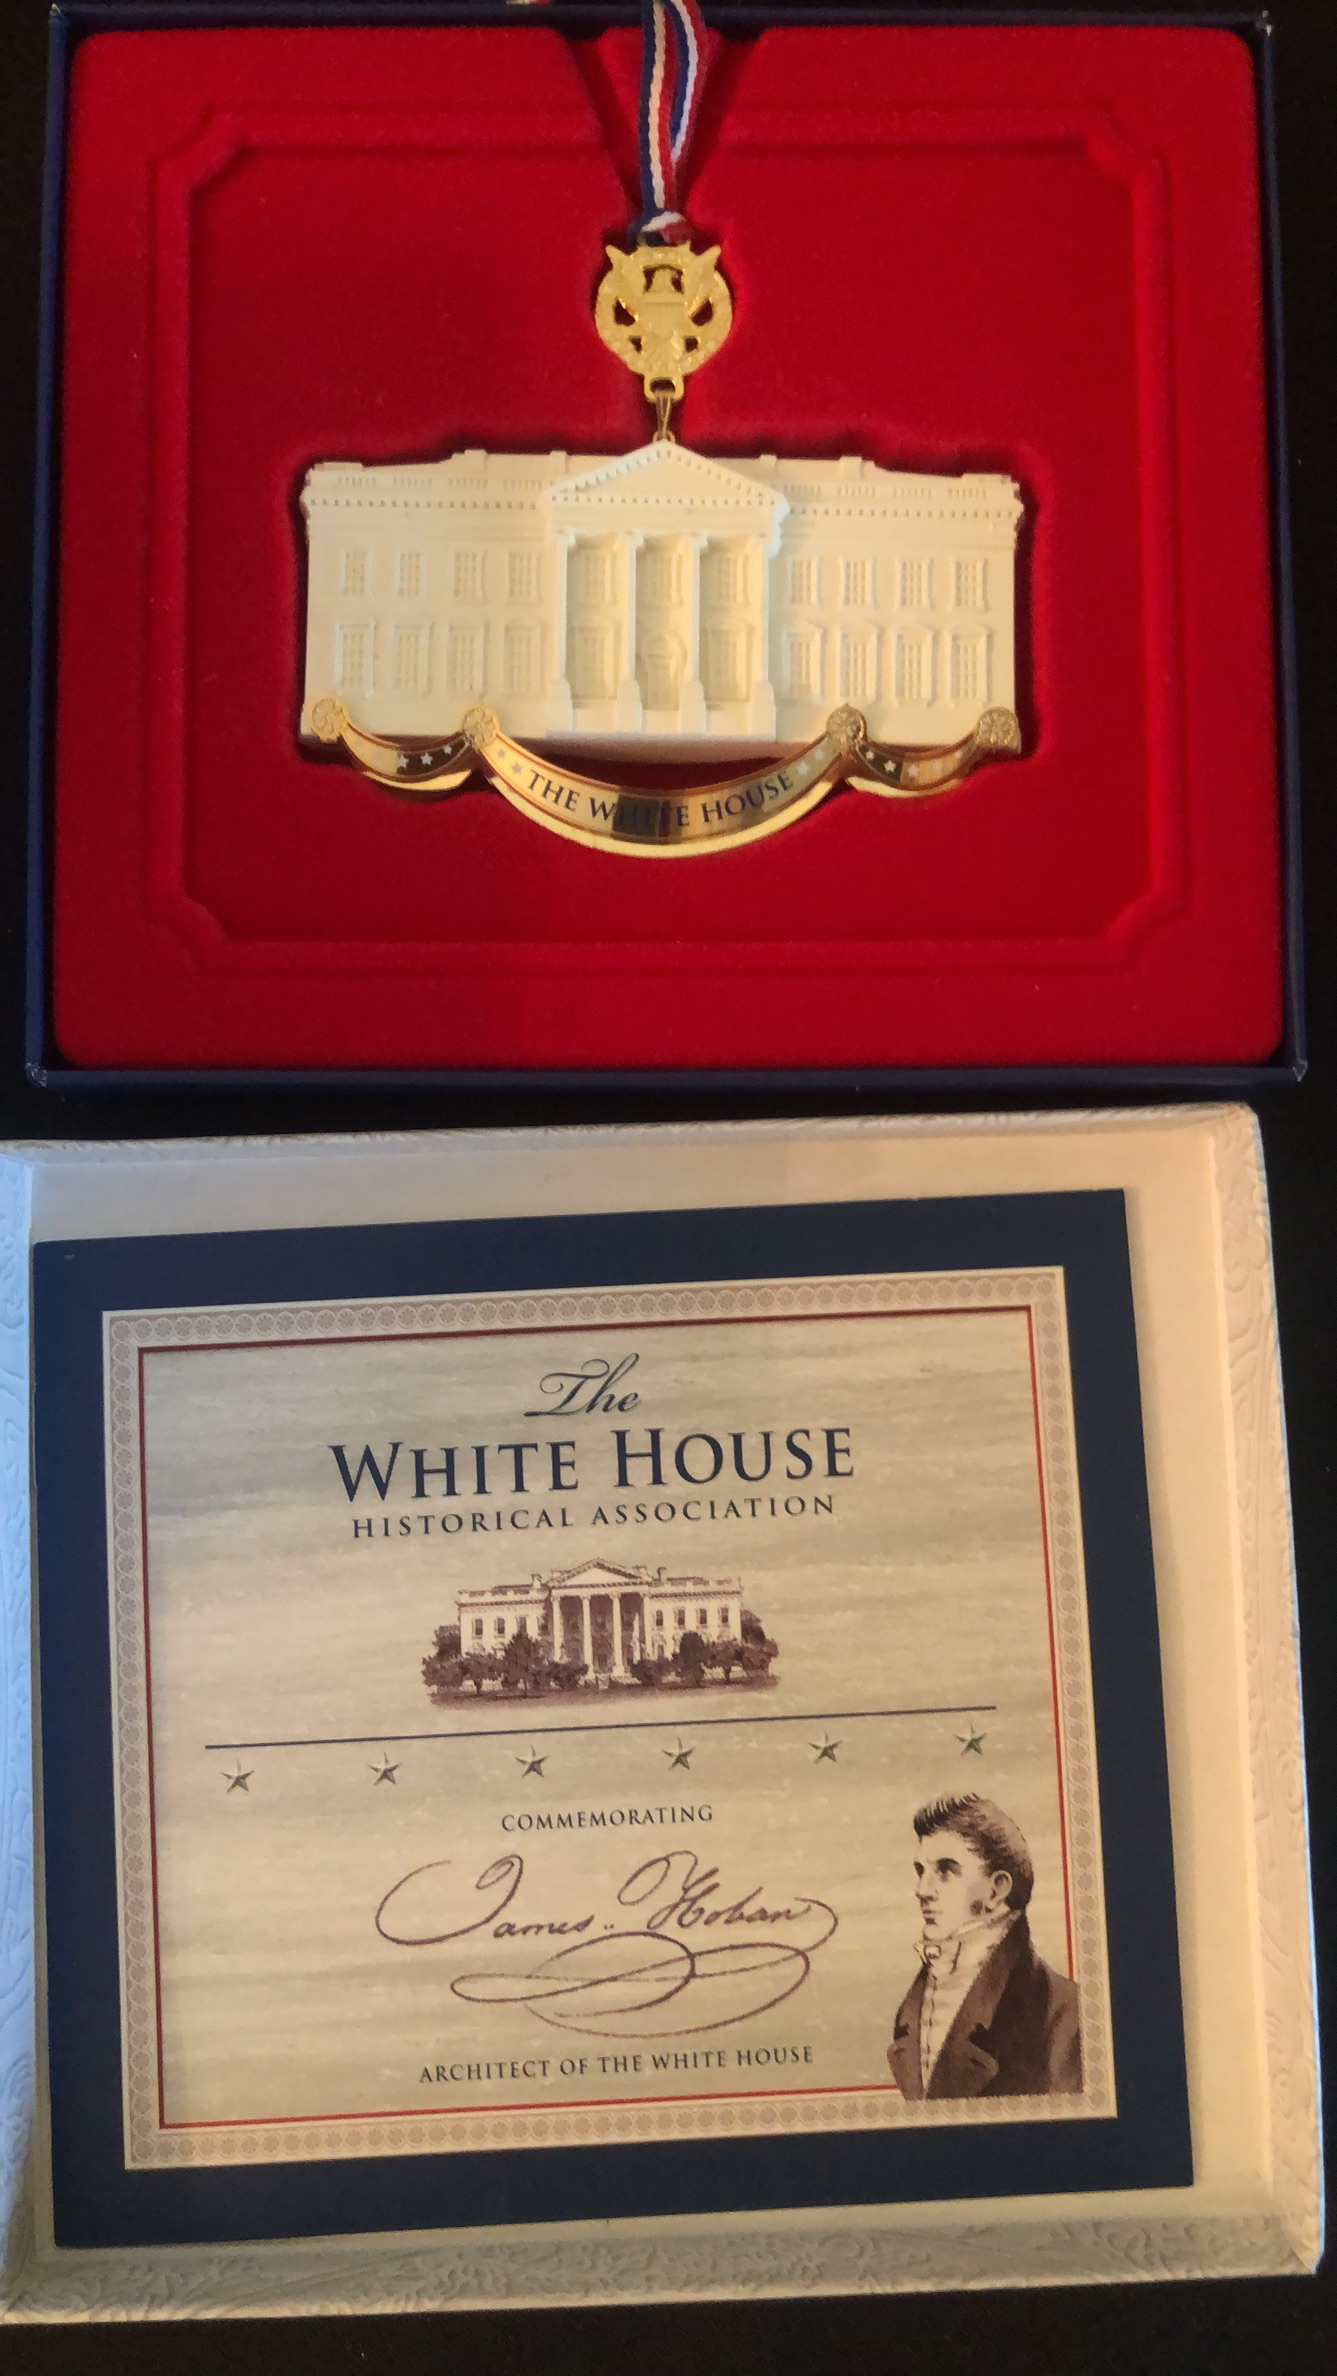 THE WHITE HOUSE
The
WHITE HOUSE
HISTORICAL ASSOCIATION
COMMEMORATING
James Hoban
ARCHITECT OF THE WHITE HOUSE